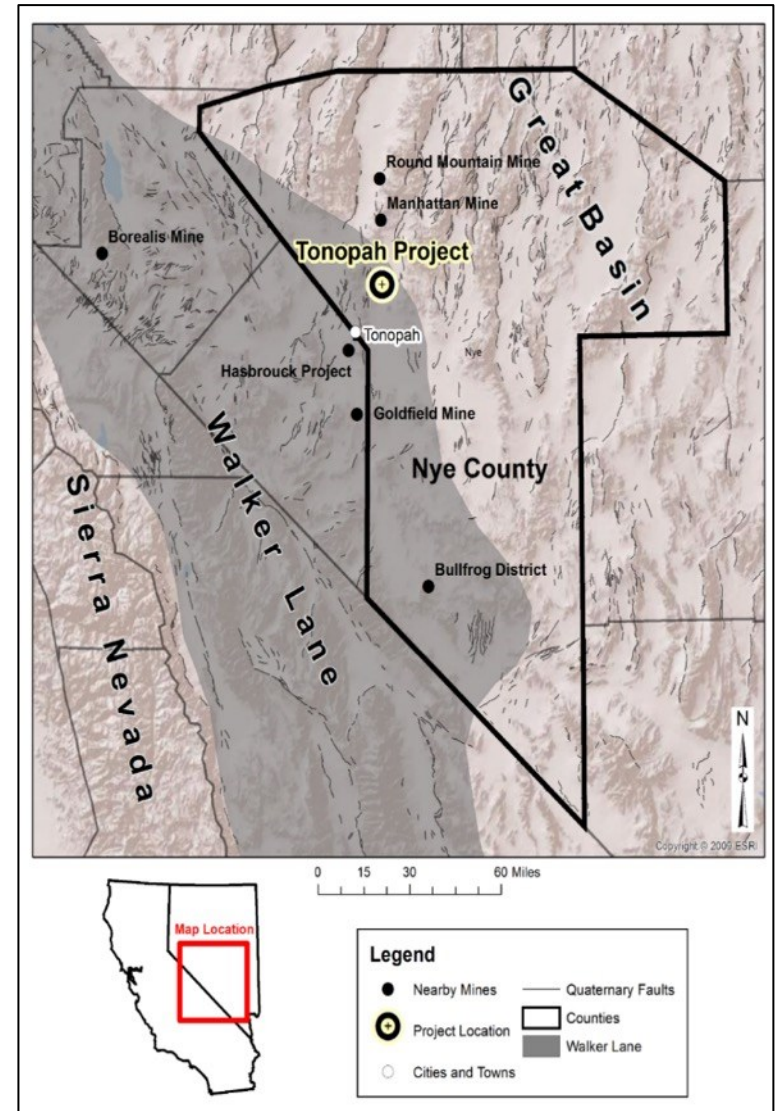 Great Basin
Round Mountain Mine
Manhattan Mine
Borealis Mine
Tonopah Project
Tonopah
Nye
Hasbrouck Project
Goldfield Mine
Walker Lane
Nye County
Sierra Nevada
Bullfrog District
N
Copyright © 2009 ESRI
0 15 30 60 Miles
Map Location
Legend
Nearby Mines
Quaternary Faults
Project Location
Counties
Walker Lane
Cities and Towns